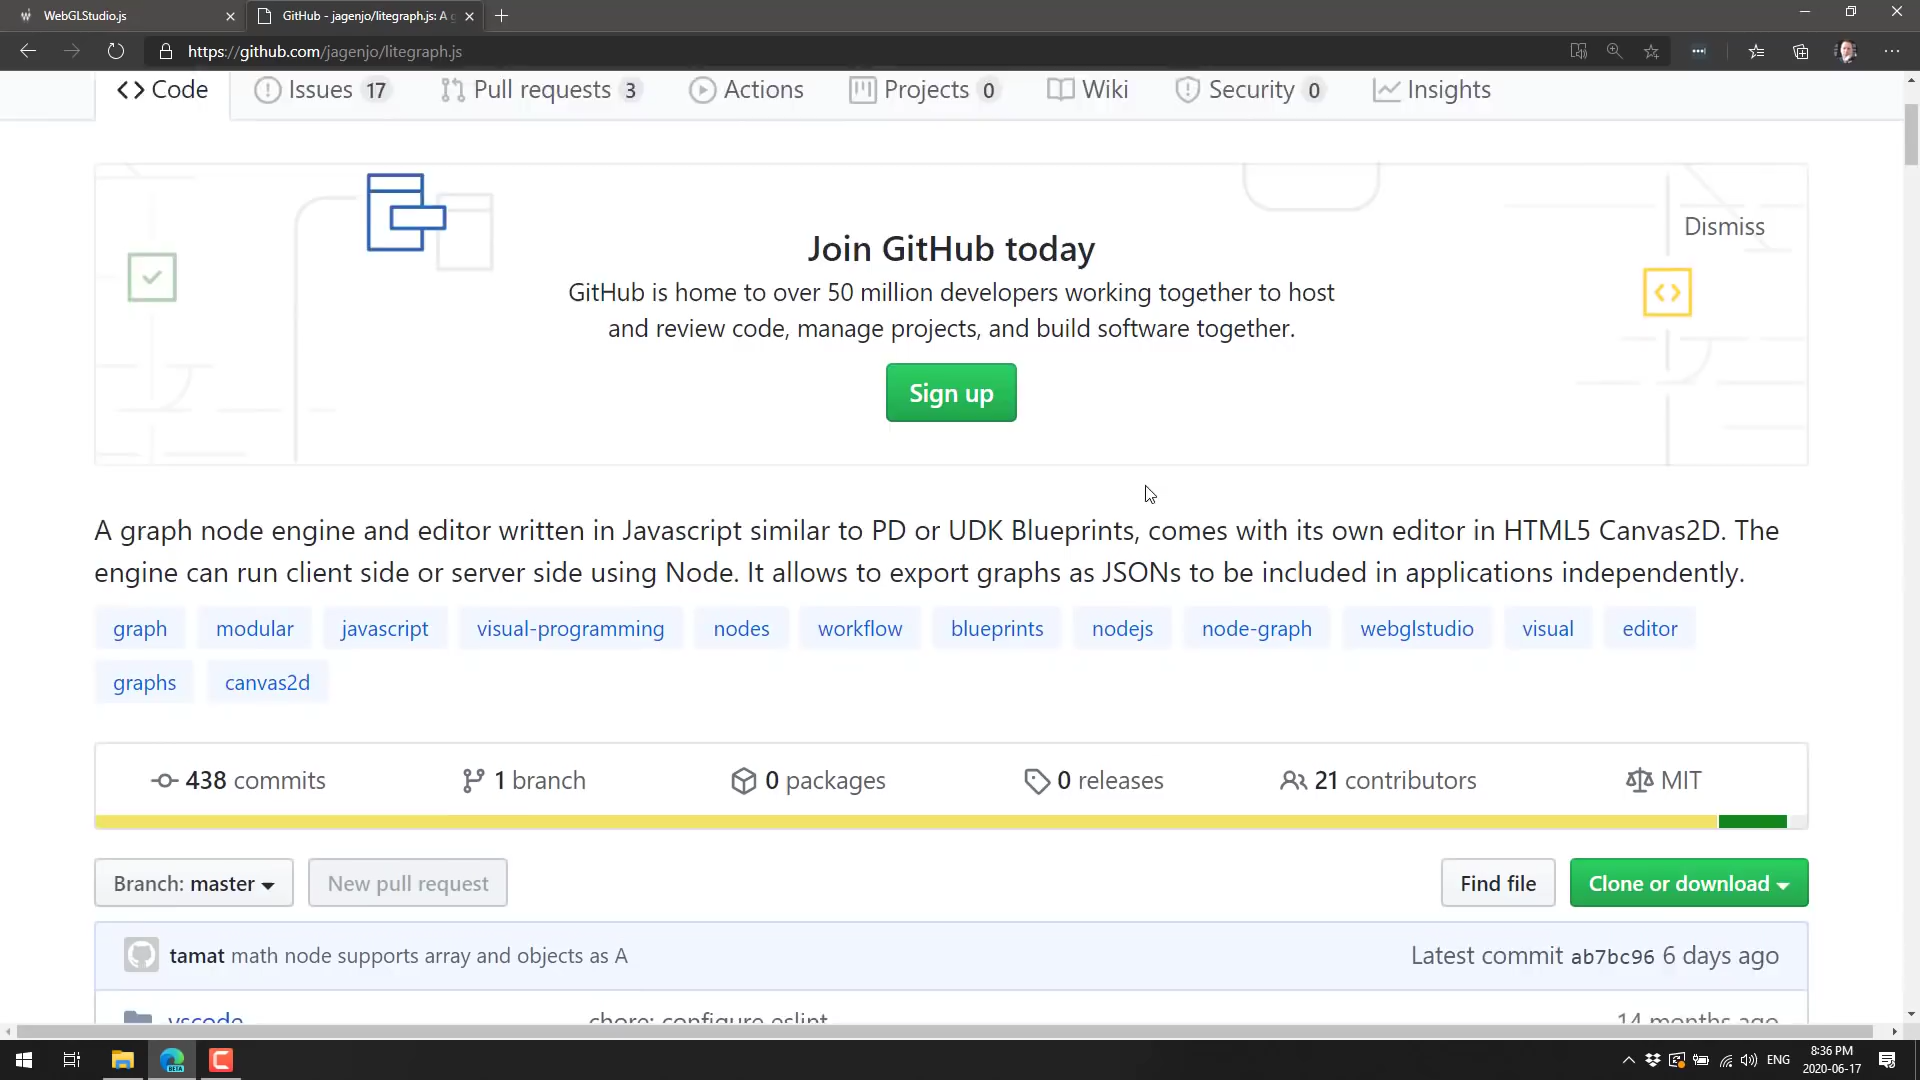 WebGLStudio.js
GitHub - jagenjo/litegraph.js: A g
https://github.com/jagenjo/litegraph.js
Code
Issues 17
Pull requests 3
Actions
Projects 0
Wiki
Security 0
Insights
Dismiss
Join GitHub today
GitHub is home to over 50 million developers working together to host
and review code, manage projects, and build software together.
Sign up
A graph node engine and editor written in Javascript similar to PD or UDK Blueprints, comes with its own editor in HTML5 Canvas2D. The
engine can run client side or server side using Node. It allows to export graphs as JSONs to be included in applications independently.
graph modular javascript visual-programming nodes workflow blueprints nodejs node-graph webglstudio visual editor
graphs canvas2d
438 commits 1 branch 0 packages 0 releases 21 contributors MIT
Branch: master New pull request Find file Clone or download
tamat math node supports array and objects as A Latest commit ab7bc96 6 days ago
vscode chore: configure eslint 14 months ago
BETA
ENG
8:36 PM
2020-06-17